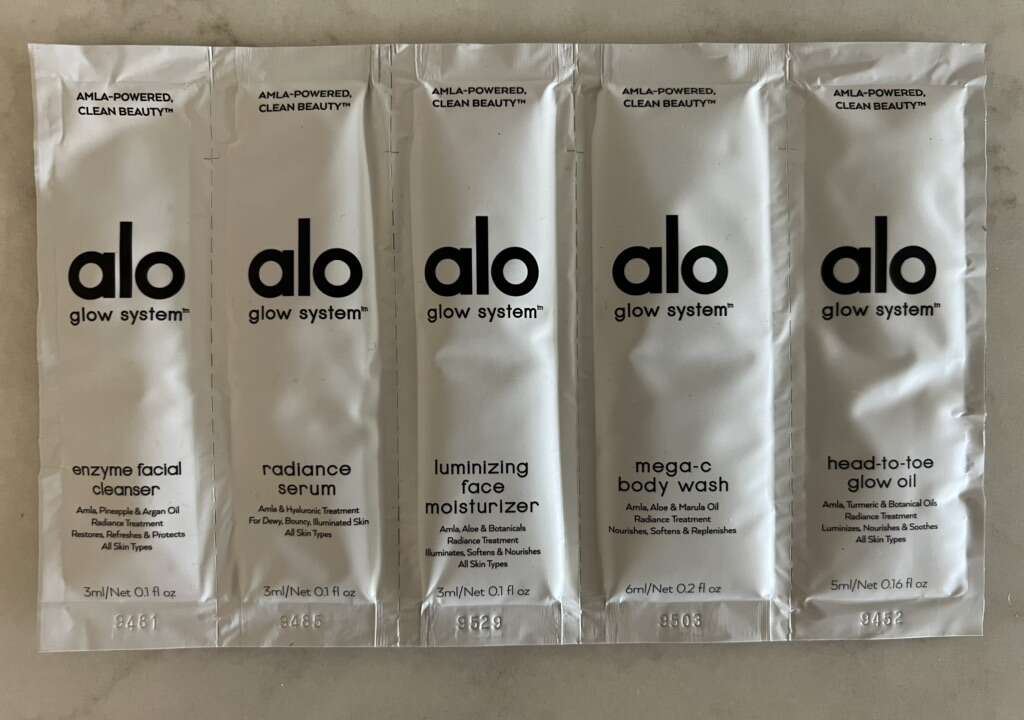 AMLA-POWERED,
CLEAN BEAUTY™
alo
glow system™
enzyme facial
cleanser
Amla, Pineapple & Argan Oil
Radiance Treatment
Restores, Refreshes & Protects
All Skin Types
3ml/Net 0.1 fl oz
9481
AMLA-POWERED,
CLEAN BEAUTY™
alo
glow system™
radiance
serum
Amla & Hyaluronic Treatment
For Dewy, Bouncy, Illuminated Skin
All Skin Types
3ml/Net 0.1 fl oz
9485
AMLA-POWERED,
CLEAN BEAUTY™
alo
glow system™
luminizing
face
moisturizer
Amla, Aloe & Botanicals
Radiance Treatment
Illuminates, Softens & Nourishes
All Skin Types
3ml/Net 0.1 fl oz
9529
AMLA-POWERED,
CLEAN BEAUTY™
alo
glow system™
mega-c
body wash
Amla, Aloe & Marula Oil
Radiance Treatment
Nourishes, Softens & Replenishes
6ml/Net 0.2 fl oz
9503
AMLA-POWERED,
CLEAN BEAUTY™
alo
glow system™
head-to-toe
glow oil
Amla, Turmeric & Botanical Oils
Radiance Treatment
Luminizes, Nourishes & Soothes
All Skin Types
5ml/Net 0.16 fl oz
9452